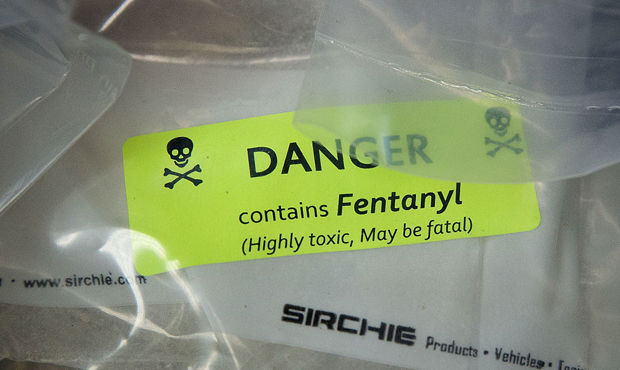 DANGER
contains Fentanyl
(Highly toxic, May be fatal)
• www.sirchie.com
SIRCHIE Products • Vehicles •